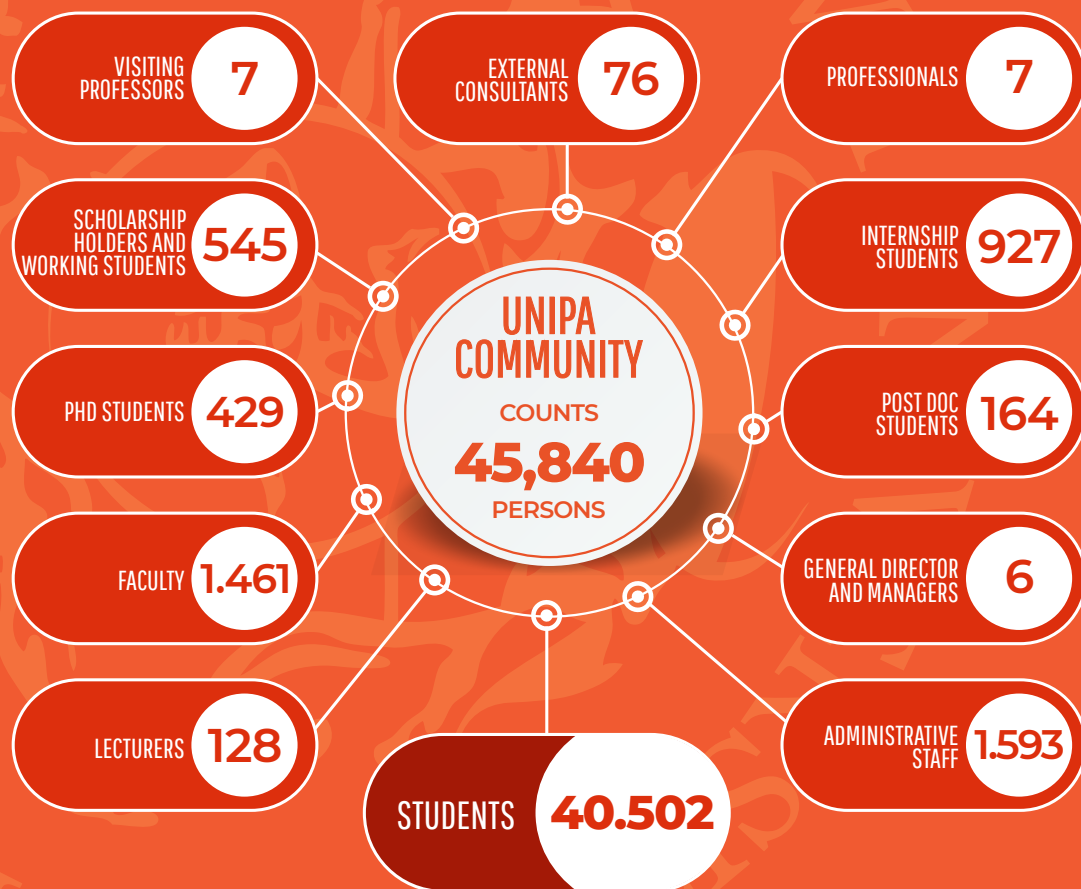 VISITING
PROFESSORS
7
EXTERNAL
CONSULTANTS
76
PROFESSIONALS
7
SCHOLARSHIP
HOLDERS AND
WORKING STUDENTS
545
INTERNSHIP
STUDENTS
927
UNIPA
COMMUNITY
COUNTS
45,840
PERSONS
PHD STUDENTS
429
POST DOC
STUDENTS
164
FACULTY
1.461
GENERAL DIRECTOR
AND MANAGERS
6
LECTURERS
128
ADMINISTRATIVE
STAFF
1.593
STUDENTS
40.502